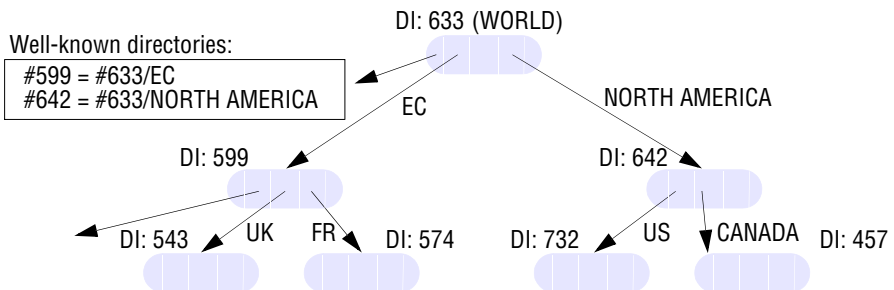 DI: 633 (WORLD)
Well-known directories:
#599 = #633/EC
#642 = #633/NORTH AMERICA
EC
NORTH AMERICA
DI: 599
DI: 642
DI: 543
UK
FR
DI: 574
DI: 732
US
CANADA
DI: 457